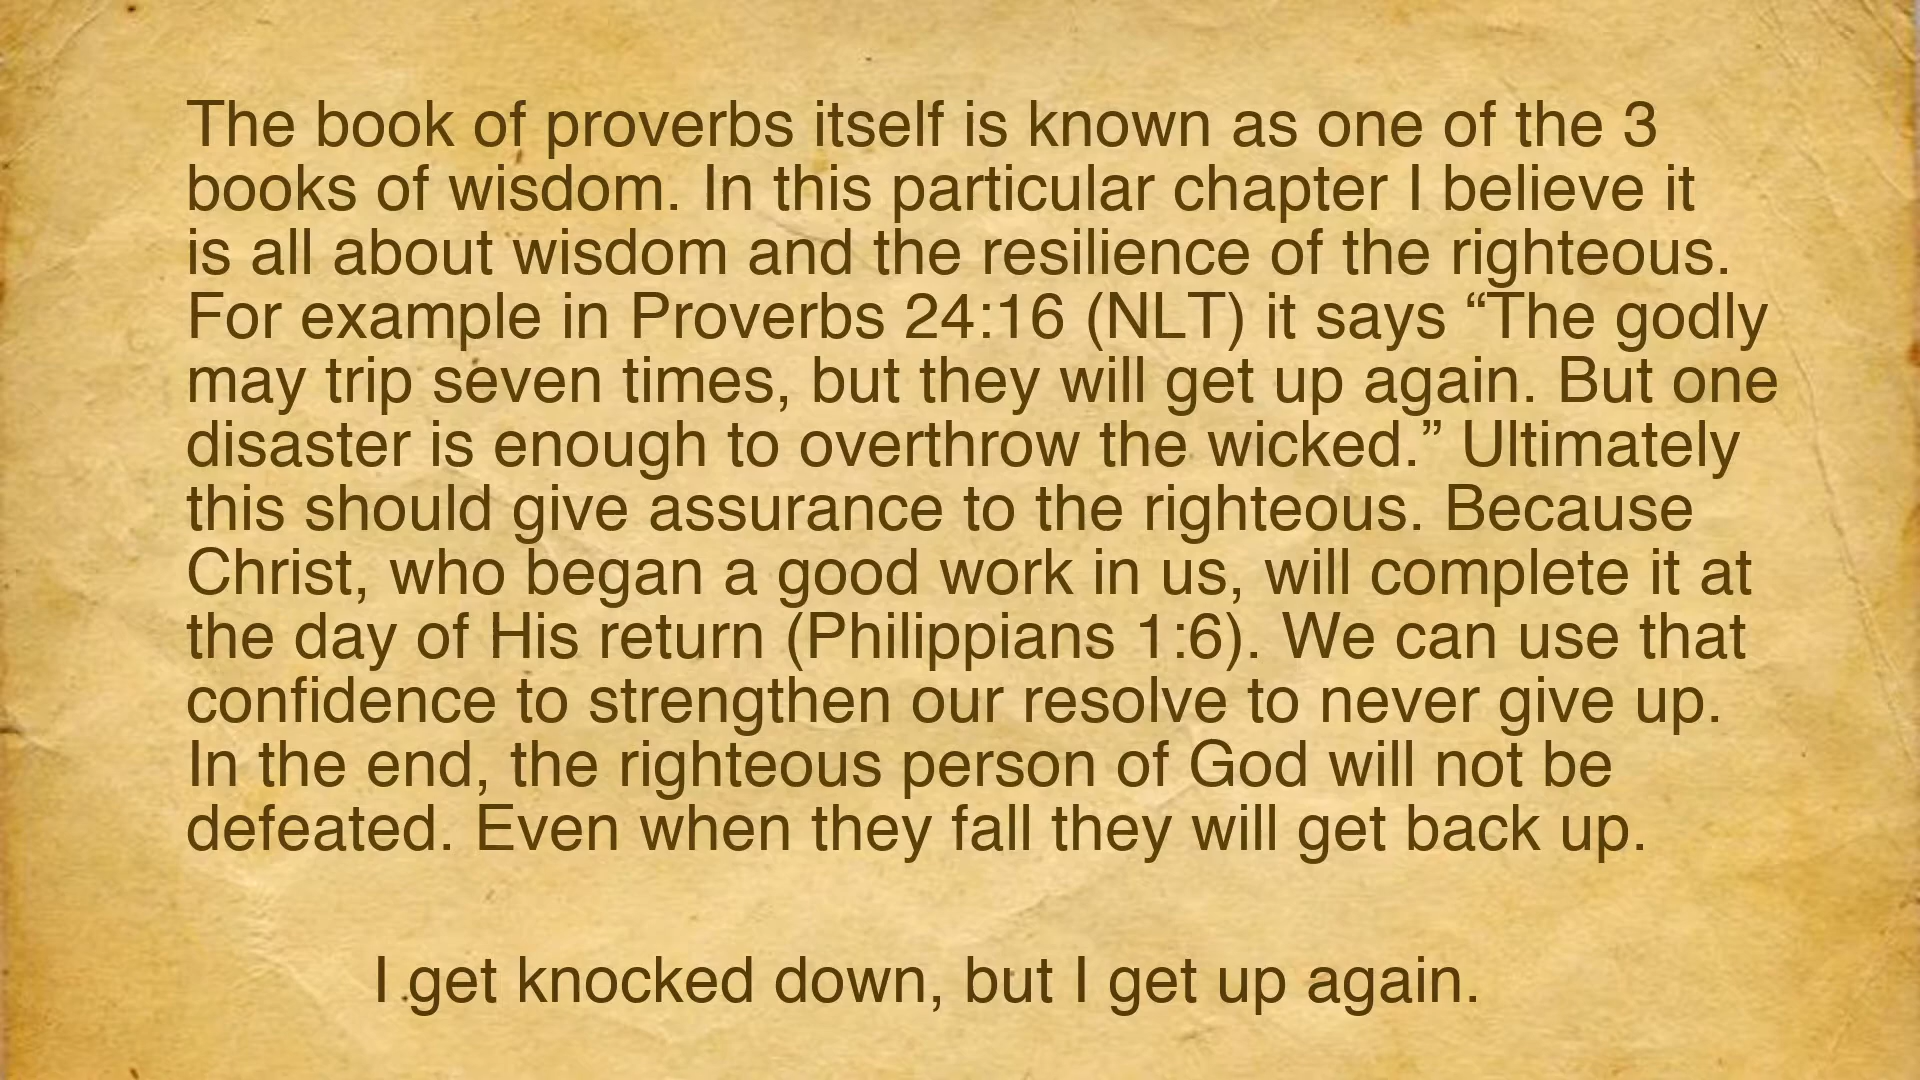 The book of proverbs itself is known as one of the 3
books of wisdom. In this particular chapter I believe it
is all about wisdom and the resilience of the righteous.
For example in Proverbs 24:16 (NLT) it says “The godly
may trip seven times, but they will get up again. But one
disaster is enough to overthrow the wicked.” Ultimately
this should give assurance to the righteous. Because
Christ, who began a good work in us, will complete it at
the day of His return (Philippians 1:6). We can use that
confidence to strengthen our resolve to never give up.
In the end, the righteous person of God will not be
defeated. Even when they fall they will get back up.
I get knocked down, but I get up again.